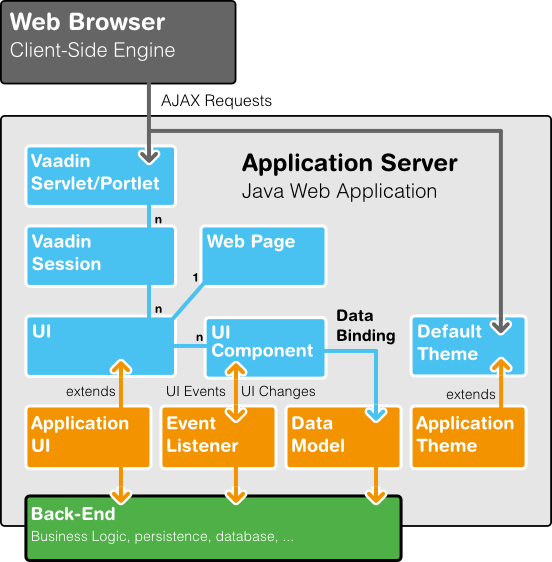 Web Browser
Client-Side Engine
AJAX Requests
Vaadin
Servlet/Portlet
Application Server
Java Web Application
n
Vaadin
Session
Web Page
1
n
UI
n
UI
Component
Data
Binding
Default
Theme
extends
UI Events
UI Changes
extends
Application
UI
Event
Listener
Data
Model
Application
Theme
Back-End
Business Logic, persistence, database, ...